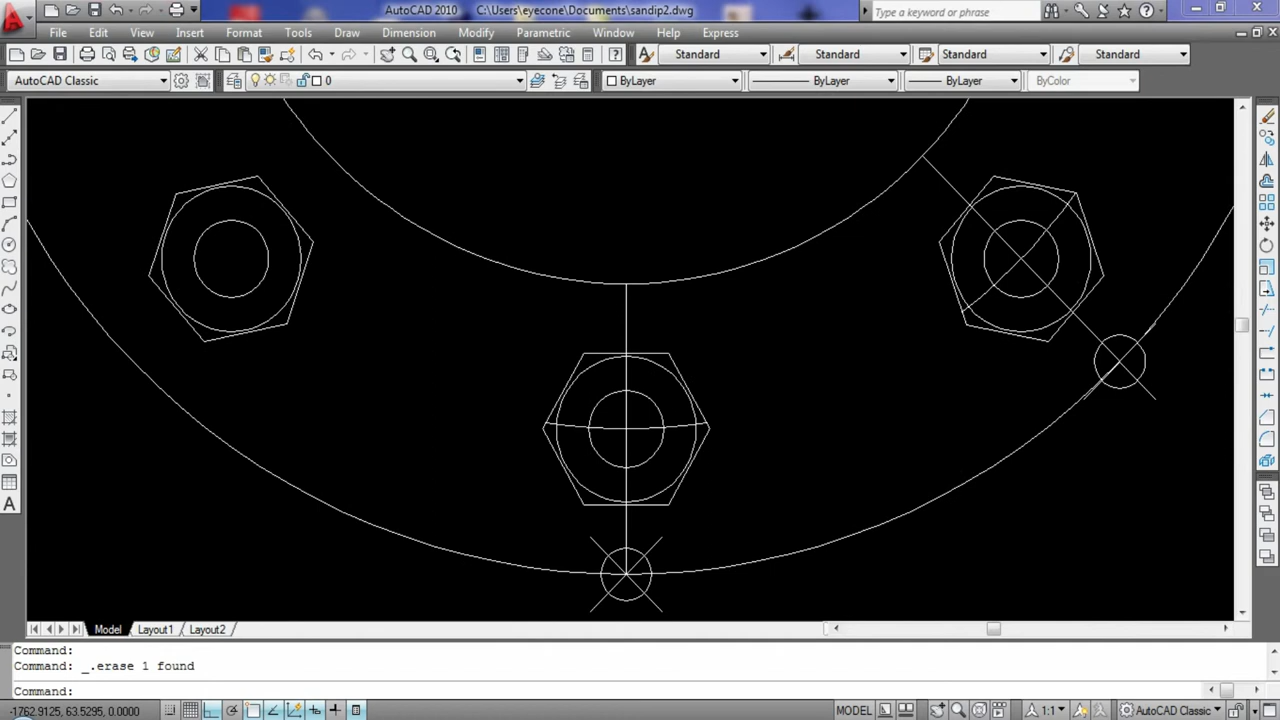 AutoCAD 2010 C:\Users\eyecone\Documents\sandip2.dwg
Type a keyword or phrase
File Edit View Insert Format Tools Draw Dimension Modify Parametric Window Help Express
Standard Standard Standard Standard
AutoCAD Classic 0 ByLayer ByLayer ByLayer ByColor
Model Layout1 Layout2
Command:
Command: _.erase 1 found
Command:
-1762.9125, 63.5295, 0.0000 MODEL 1:1 AutoCAD Classic